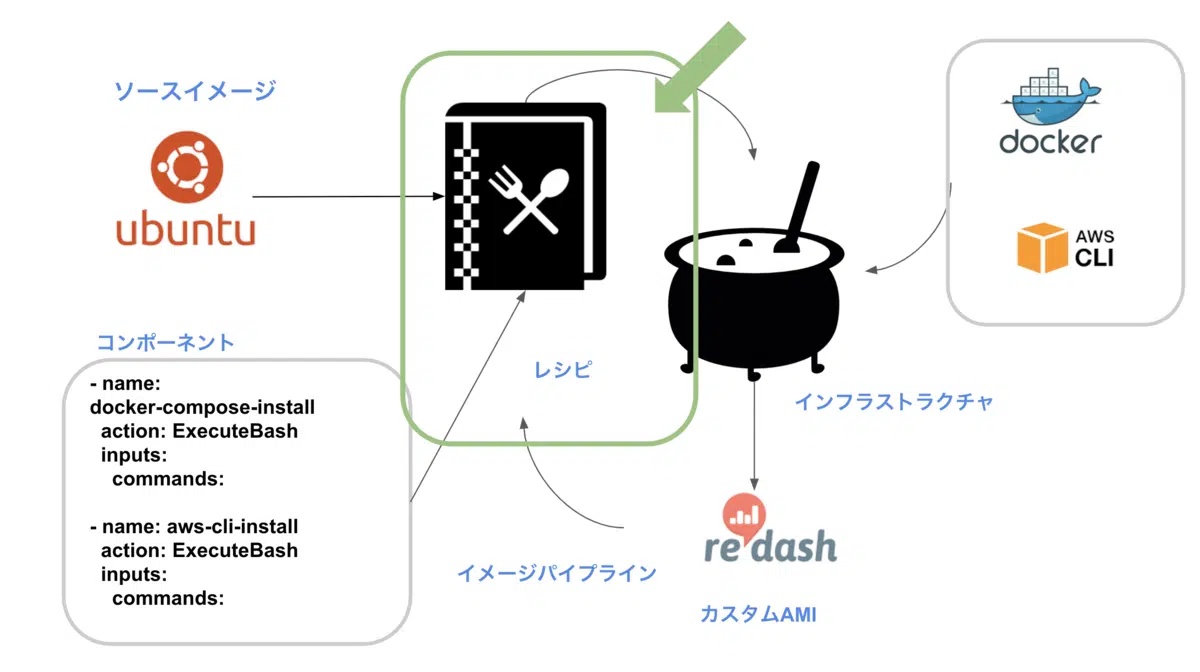 ソースイメージ
ubuntu
docker
AWS
CLI
コンポーネント
- name:
docker-compose-install
action: ExecuteBash
inputs:
commands:
- name: aws-cli-install
action: ExecuteBash
inputs:
commands:
レシピ
インフラストラクチャ
イメージパイプライン
redash
カスタムAMI